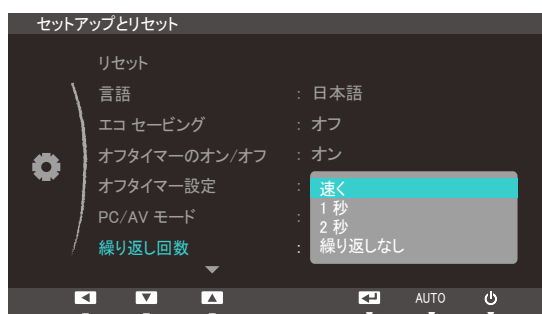 セットアップとリセット
リセット
言語 : 日本語
エコ セービング : オフ
オフタイマーのオン/オフ : オン
オフタイマー設定 :
速く
1 秒
PC/AV モード :
2 秒
繰り返し回数 : 繰り返しなし
AUTO